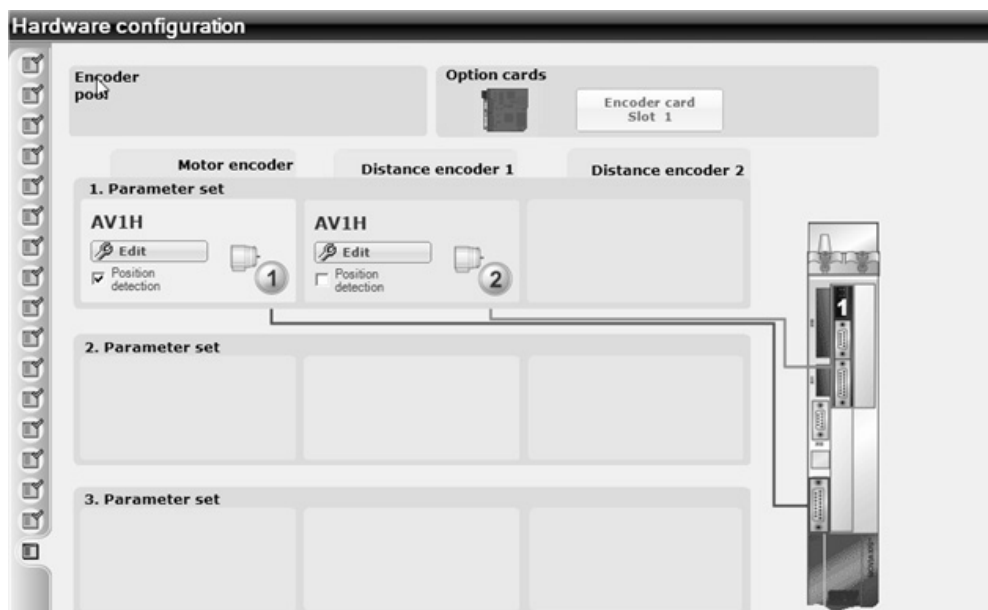 Hardware configuration
Encoder
pool
Option cards
Encoder card
Slot 1
Motor encoder
Distance encoder 1
Distance encoder 2
1. Parameter set
AV1H
Edit
Position
detection
1
AV1H
Edit
Position
detection
2
1
2. Parameter set
3. Parameter set